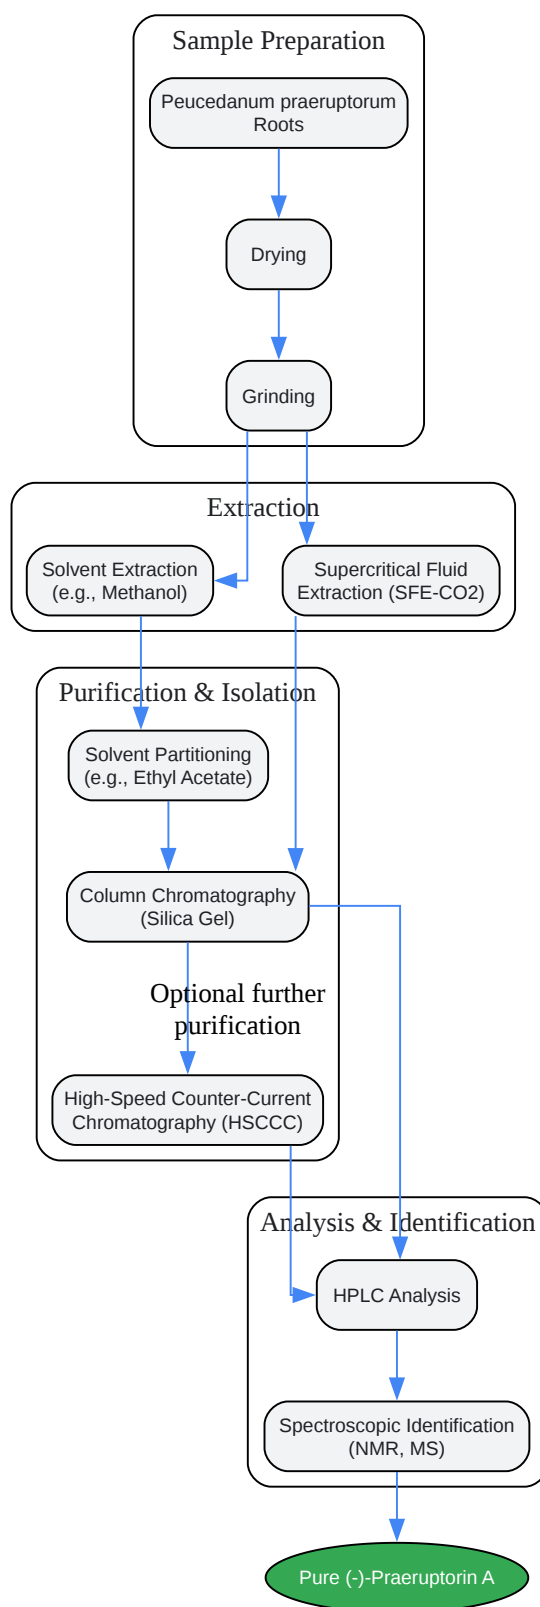 Sample Preparation
Peucedanum praeruptorum
Roots
Drying
Grinding
Extraction
Solvent Extraction
(e.g., Methanol)
Supercritical Fluid
Extraction (SFE-CO2)
Purification & Isolation
Solvent Partitioning
(e.g., Ethyl Acetate)
Column Chromatography
(Silica Gel)
Optional further
purification
High-Speed Counter-Current
Chromatography (HSCCC)
Analysis & Identification
HPLC Analysis
Spectroscopic Identification
(NMR, MS)
Pure (-)-Praeruptorin A